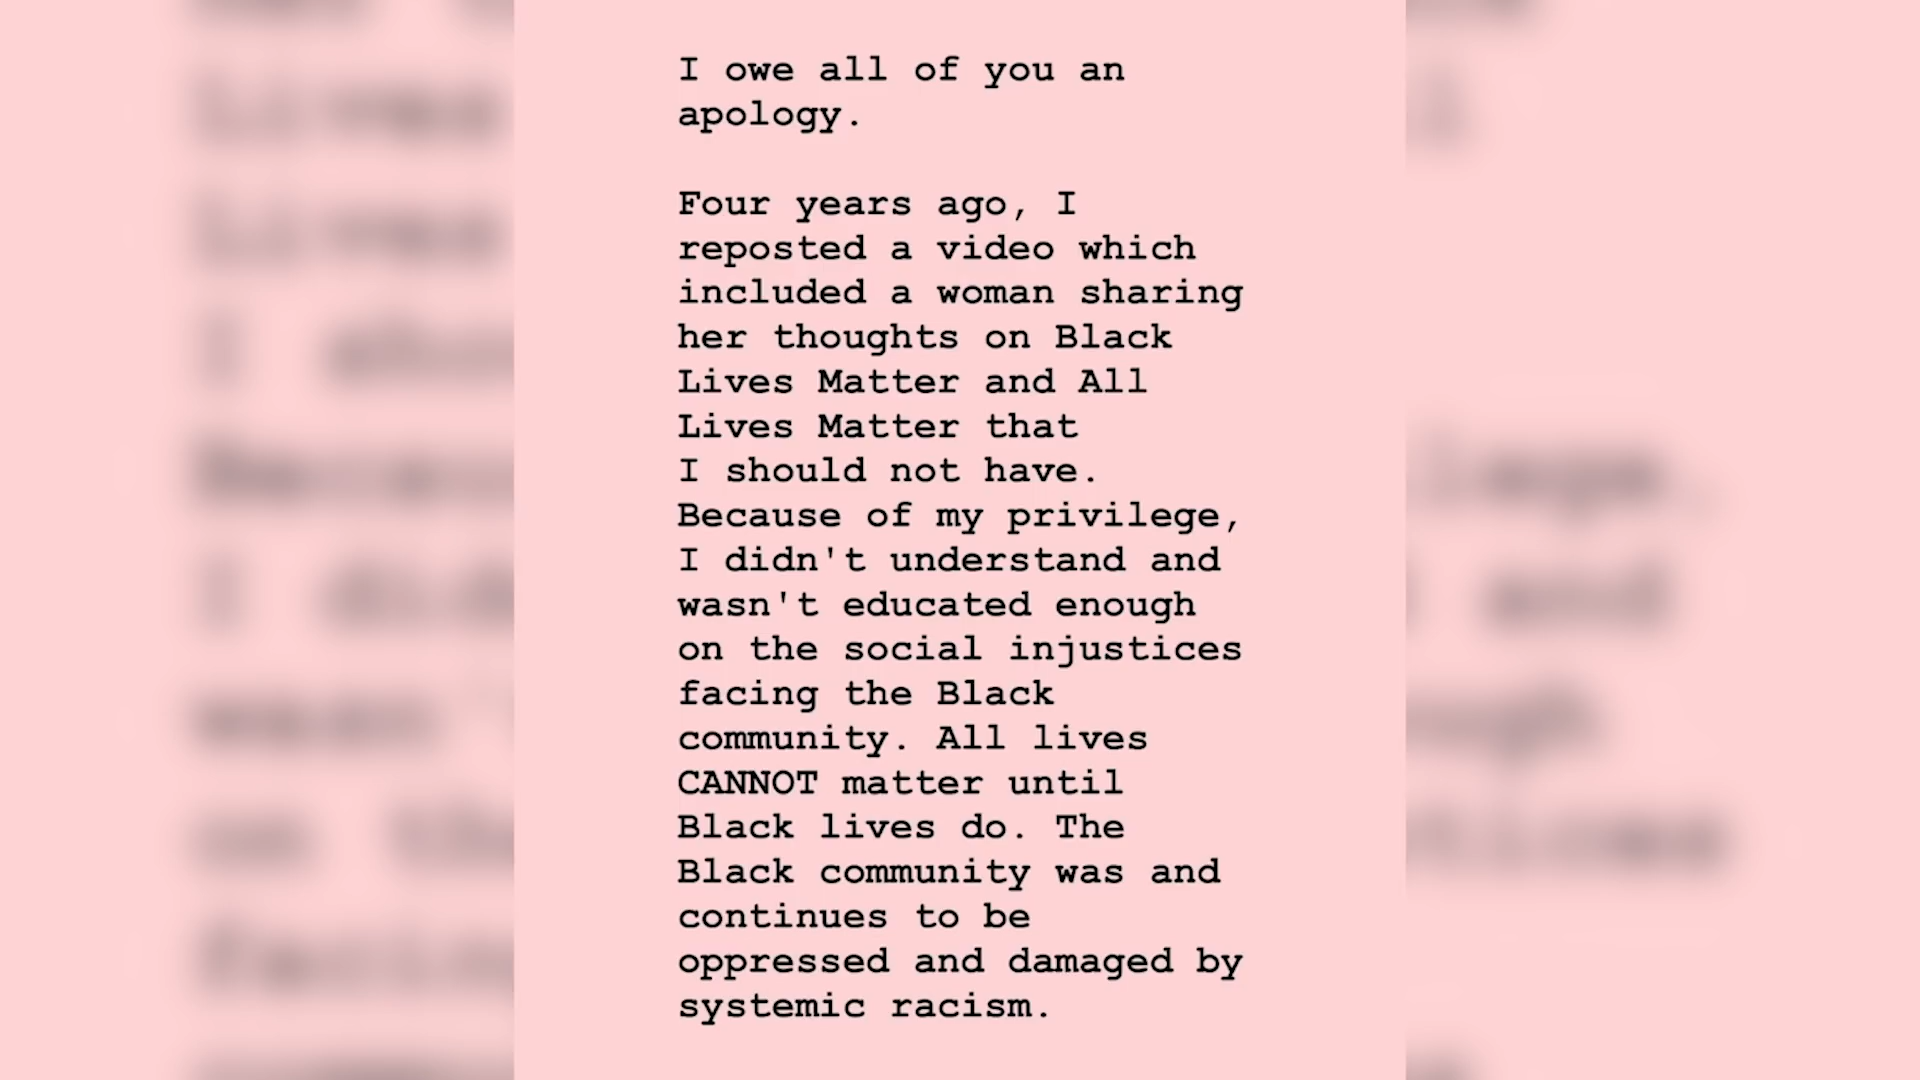 I owe all of you an
apology.
Four years ago, I
reposted a video which
included a woman sharing
her thoughts on Black
Lives Matter and All
Lives Matter that
I should not have.
Because of my privilege,
I didn't understand and
wasn't educated enough
on the social injustices
facing the Black
community. All lives
CANNOT matter until
Black lives do. The
Black community was and
continues to be
oppressed and damaged by
systemic racism.